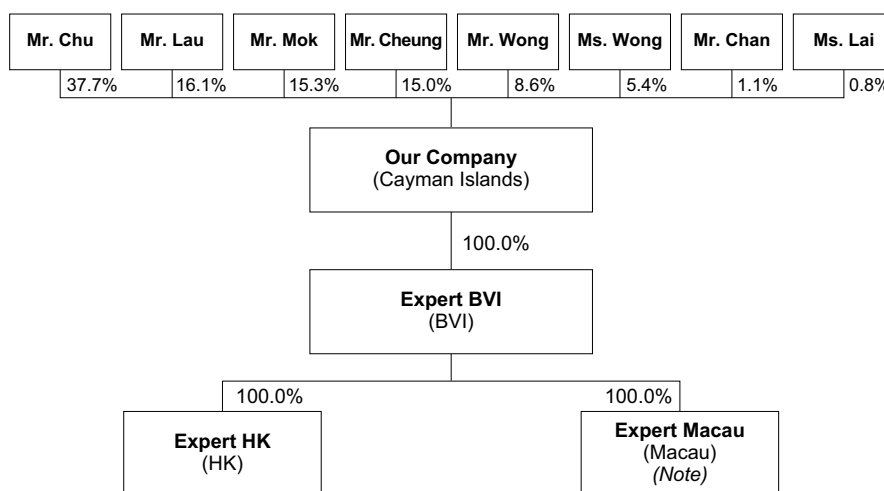 Mr. Chu
Mr. Lau
Mr. Mok
Mr. Cheung
Mr. Wong
Ms. Wong
Mr. Chan
Ms. Lai
37.7%
16.1%
15.3%
15.0%
8.6%
5.4%
1.1%
0.8%
Our Company
(Cayman Islands)
100.0%
Expert BVI
(BVI)
100.0%
100.0%
Expert HK
(HK)
Expert Macau
(Macau)
(Note)